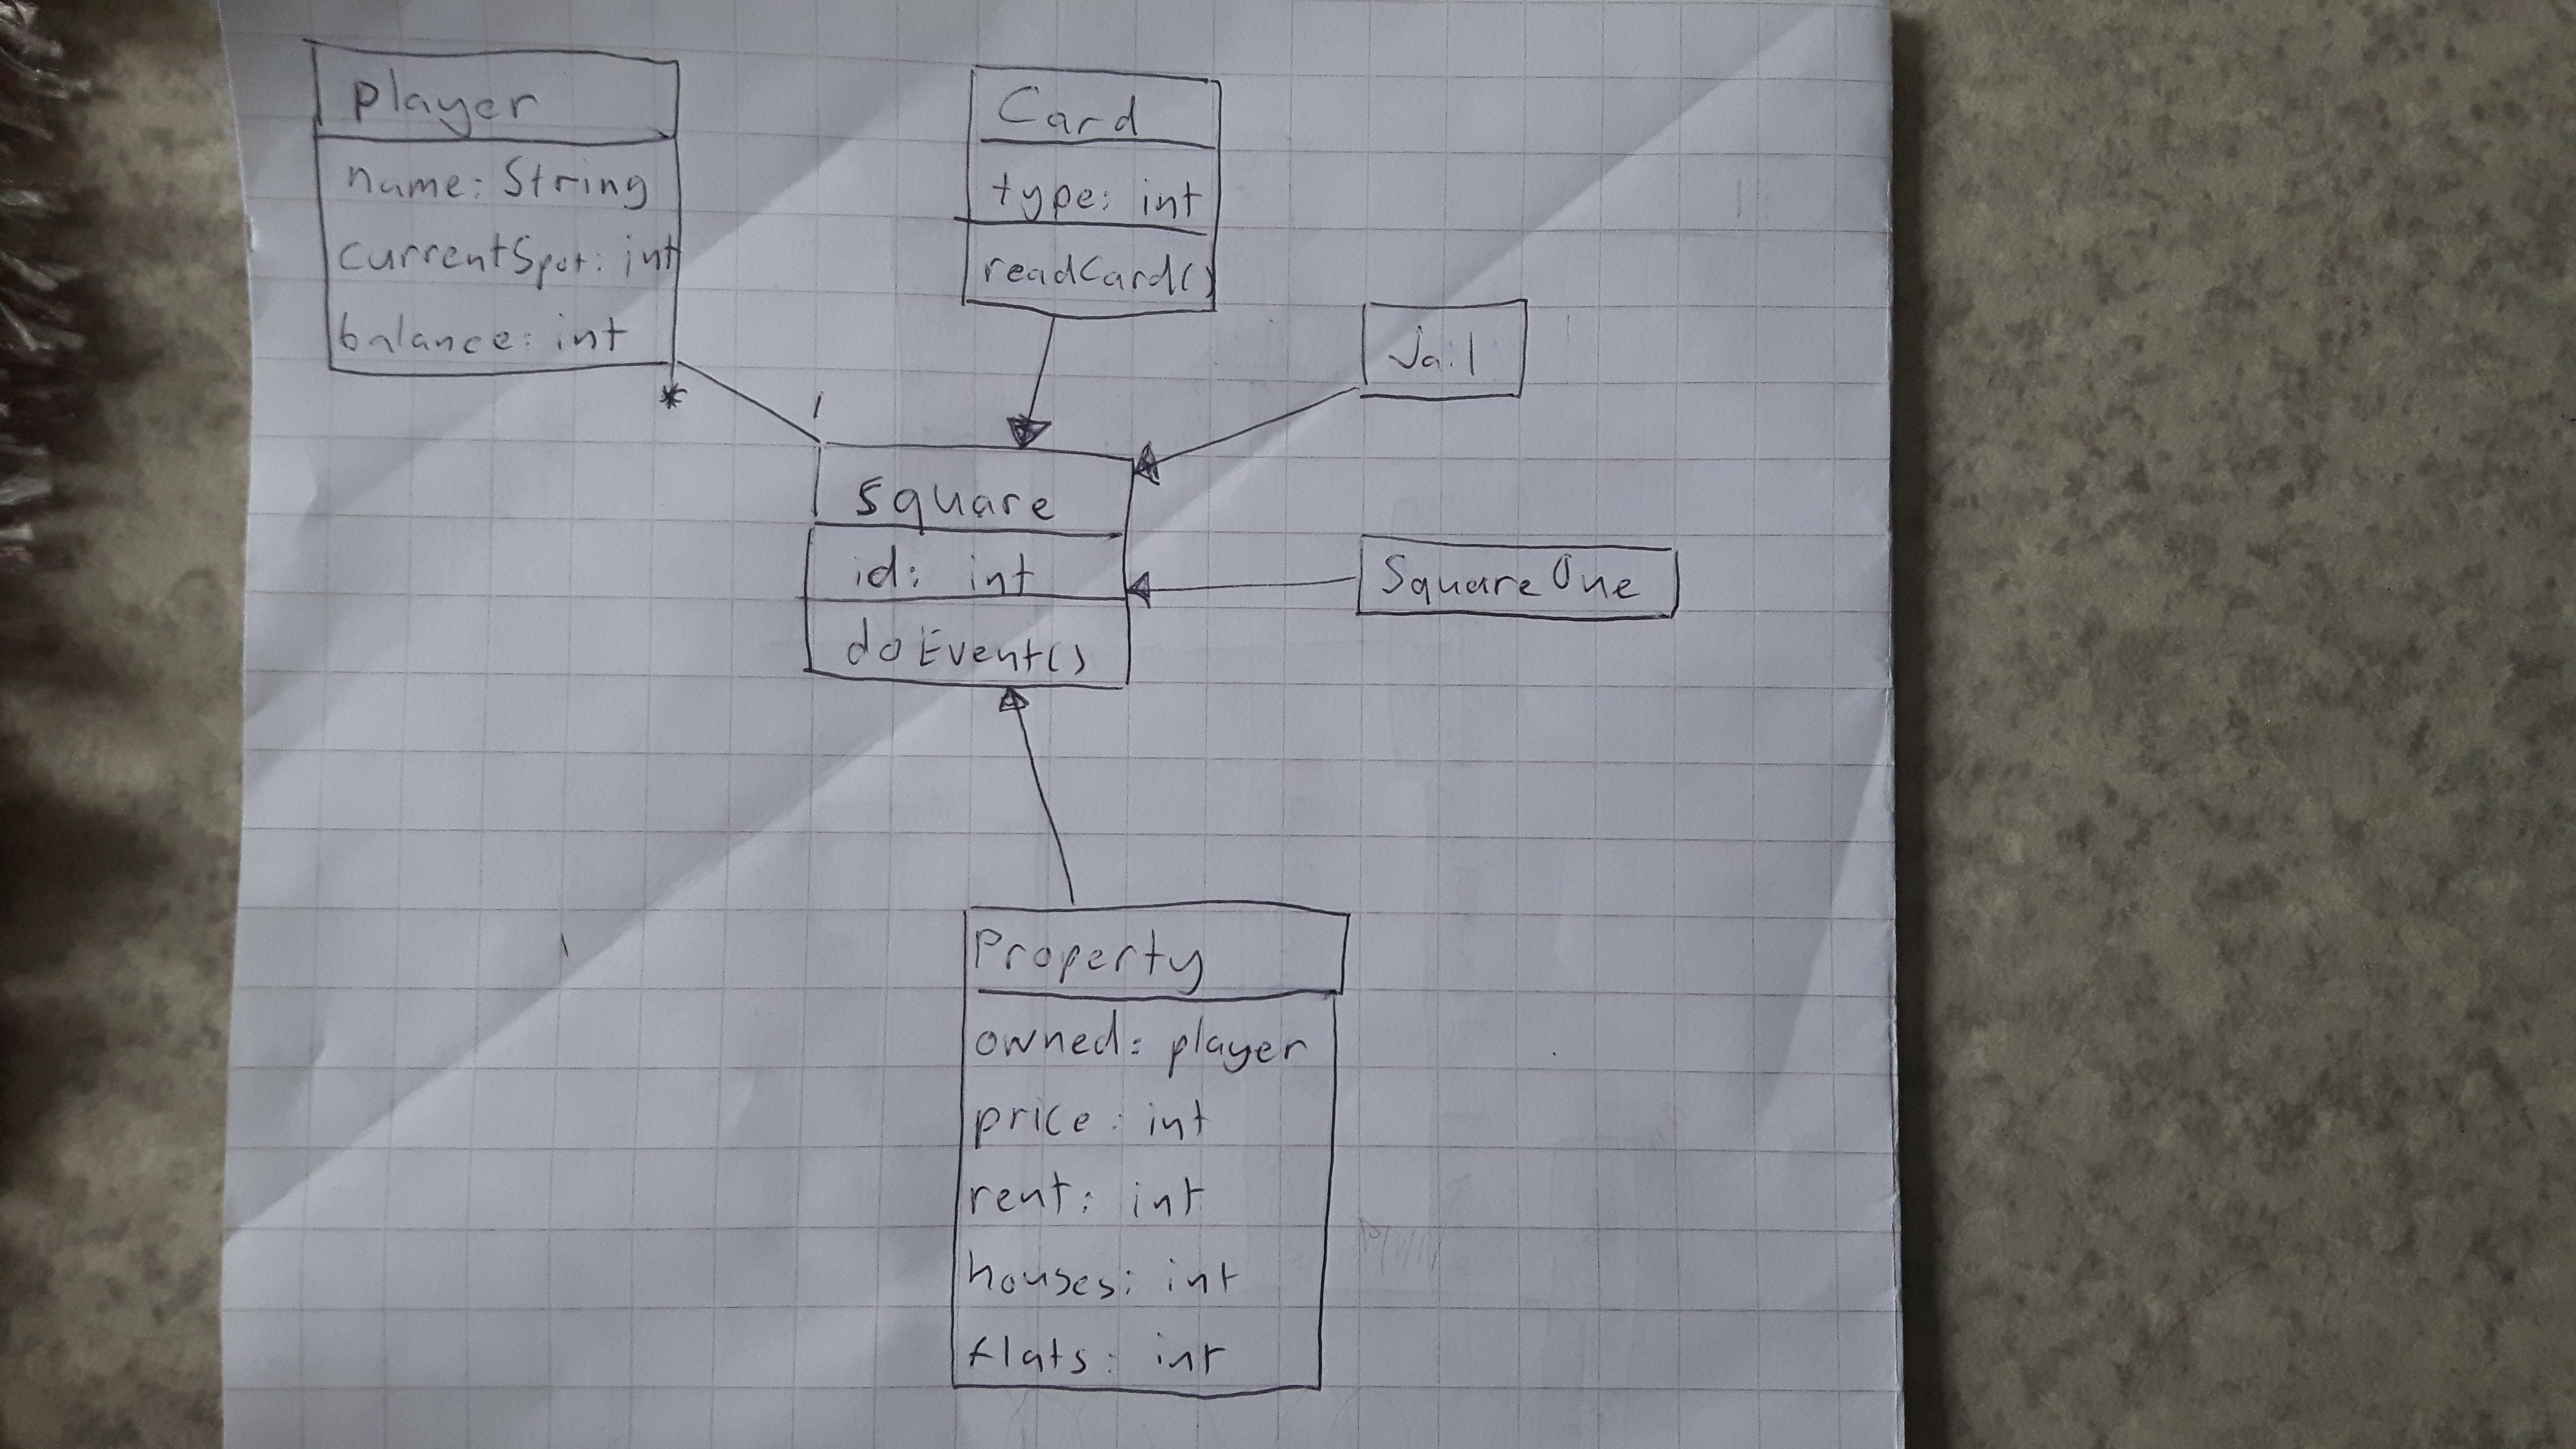 player
name: String
currentSpot: int
balance: int
*
1
Card
type: int
readCard()
Jail
square
id: int
doEvent()
SquareOne
Property
owned: player
price: int
rent: int
houses: int
flats: int